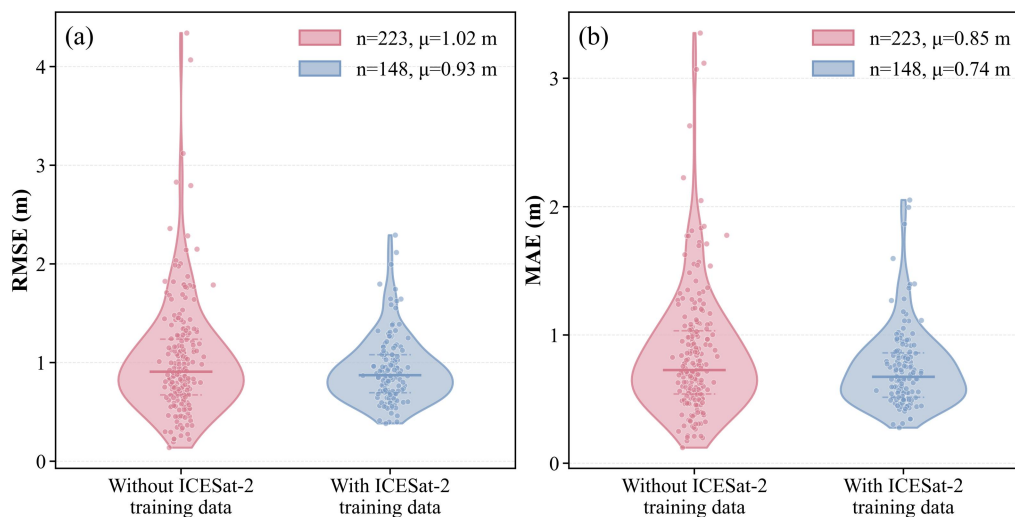 (a)
n=223, μ=1.02 m
n=148, μ=0.93 m
RMSE (m)
4
3
2
1
0
Without ICESat-2
training data
With ICESat-2
training data
(b)
n=223, μ=0.85 m
n=148, μ=0.74 m
MAE (m)
3
2
1
0
Without ICESat-2
training data
With ICESat-2
training data